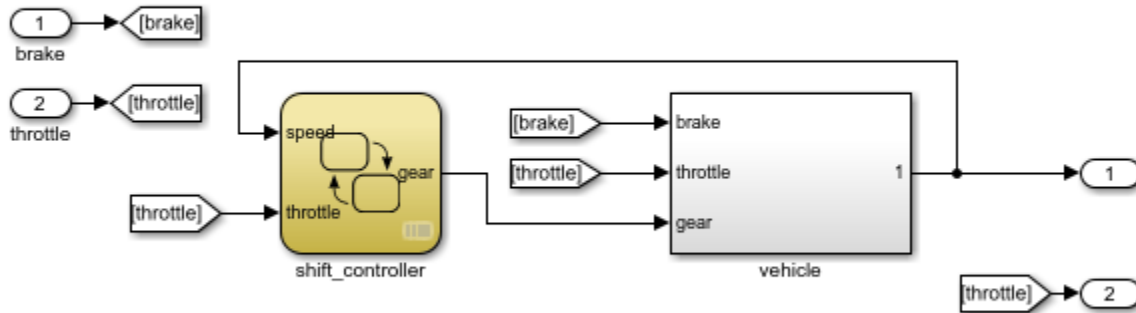 1
[brake]
brake
2
[throttle]
throttle
speed
gear
[throttle]
throttle
shift_controller
[brake]
brake
[throttle]
throttle
1
gear
vehicle
1
[throttle]
2